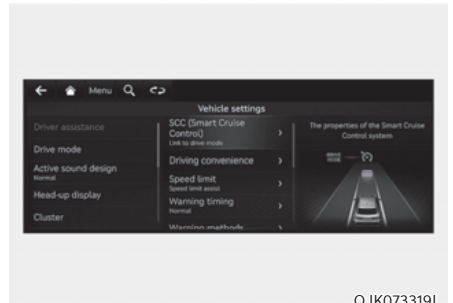 Menu
Vehicle settings
Driver assistance
Drive mode
Active sound design
Normal
Head-up display
Cluster
SCC (Smart Cruise
Control)
Link to drive mode
Driving convenience
Speed limit
Speed limit assist
Warning timing
Normal
Warning methods
The properties of the Smart Cruise
Control system
DRIVE
MODE
OJK073319L